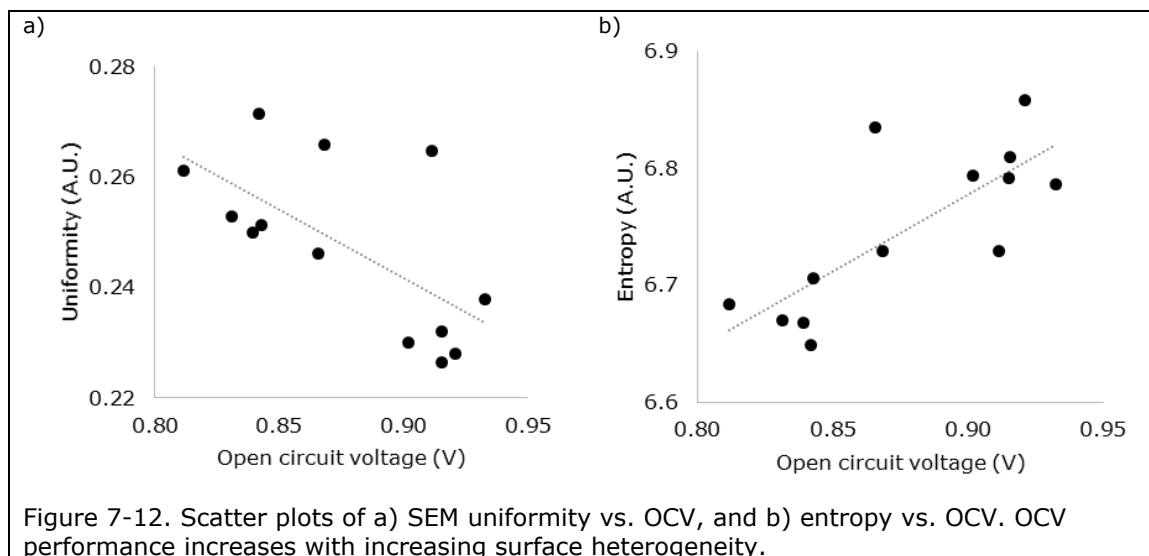 a)
0.28
0.26
0.24
0.22
Uniformity (A.U.)
0.80 0.85 0.90 0.95
Open circuit voltage (V)
b)
6.9
6.8
6.7
6.6
Entropy (A.U.)
0.80 0.85 0.90 0.95
Open circuit voltage (V)
Figure 7-12. Scatter plots of a) SEM uniformity vs. OCV, and b) entropy vs. OCV. OCV
performance increases with increasing surface heterogeneity.